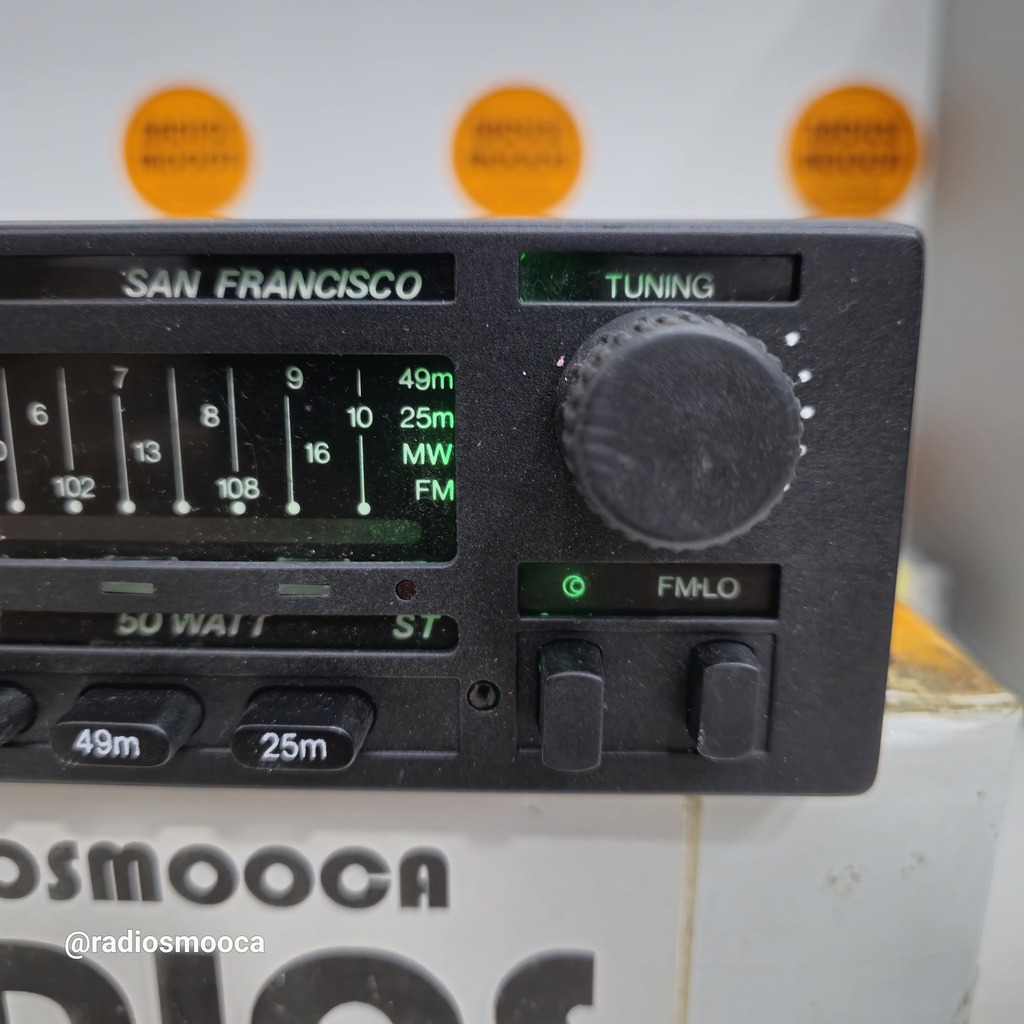 SAN FRANCISCO
TUNING
7 9 49m
6 8 10 25m
13 16 MW
102 108 FM
FM·LO
50 WATT ST
49m 25m
OSMOOCA
@radiosmooca